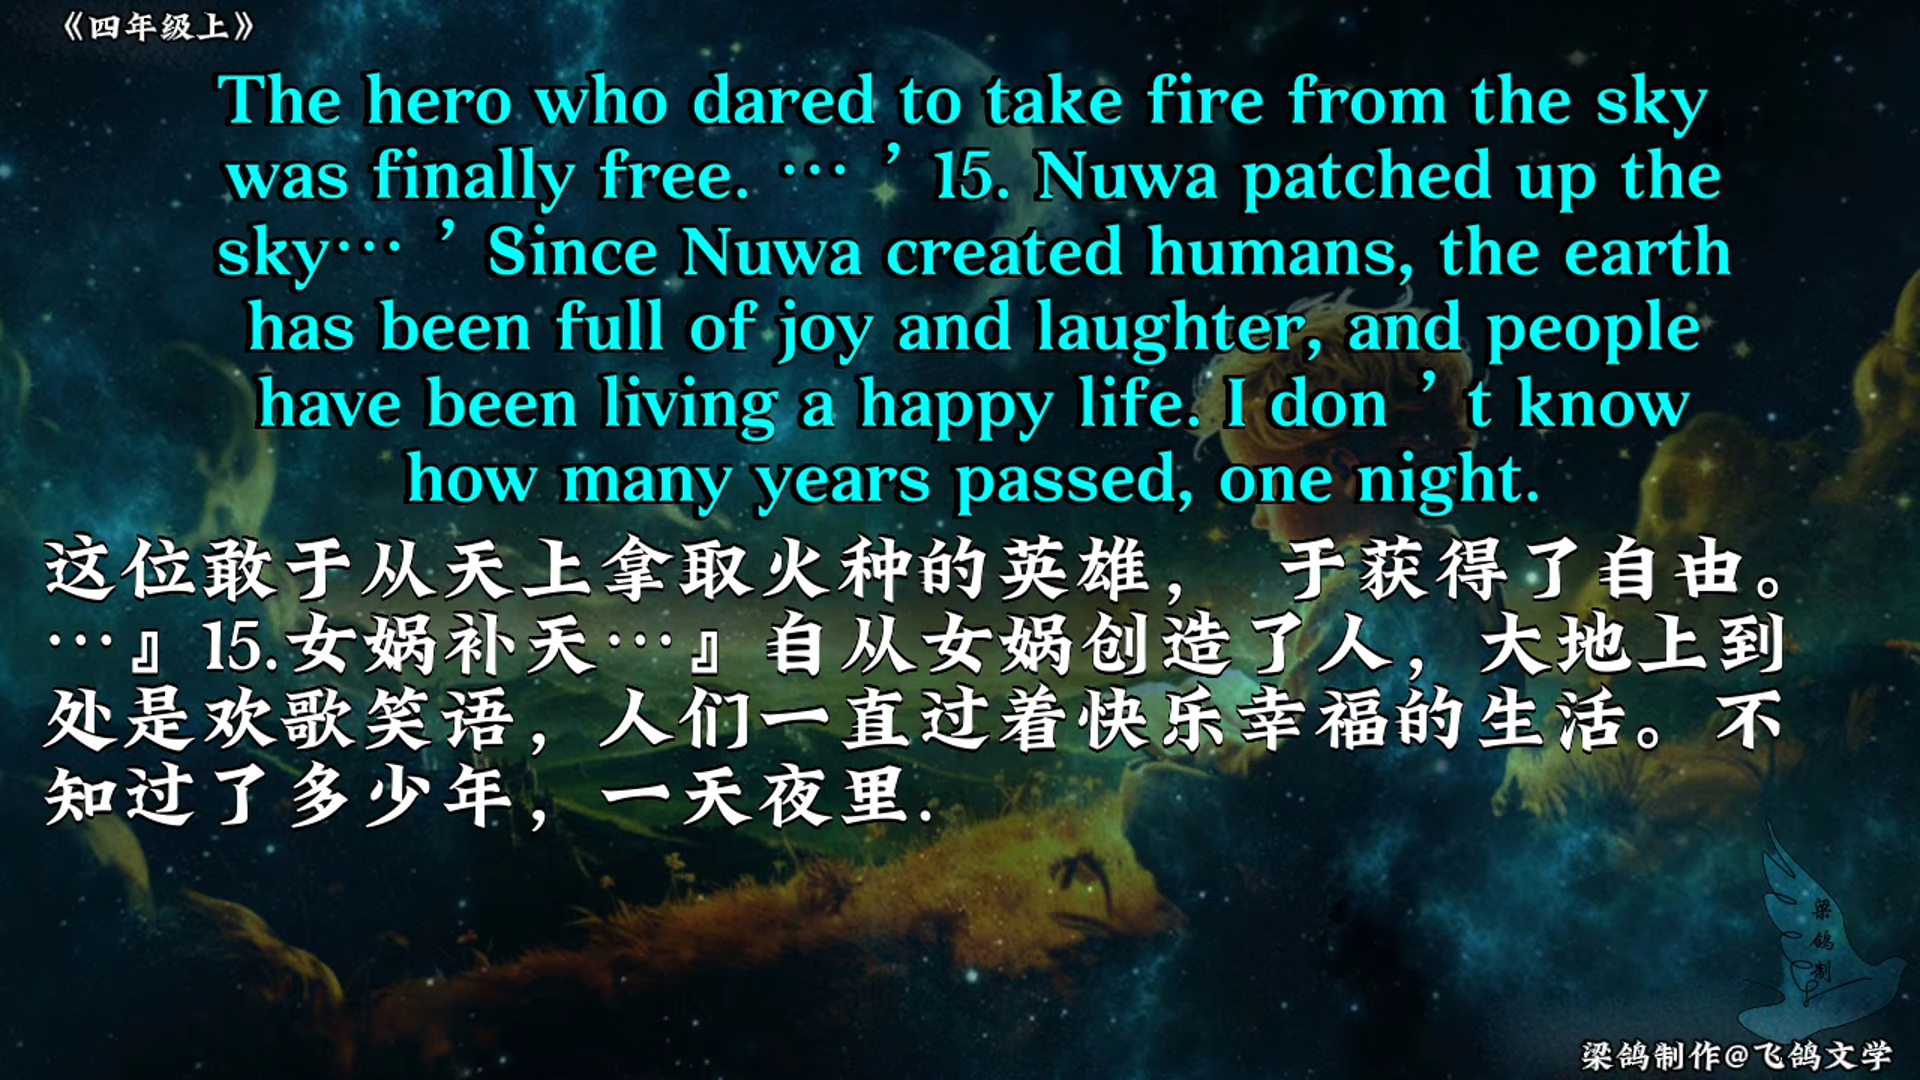 《四年级上》
The hero who dared to take fire from the sky
was finally free. … ’ 15. Nuwa patched up the
sky… ’ Since Nuwa created humans, the earth
has been full of joy and laughter, and people
have been living a happy life. I don ’ t know
how many years passed, one night.
这位敢于从天上拿取火种的英雄， 于获得了自由。
…』15.女娲补天…』自从女娲创造了人，大地上到
处是欢歌笑语，人们一直过着快乐幸福的生活。不
知过了多少年，一天夜里.
梁
鸽
制
梁鸽制作@飞鸽文学